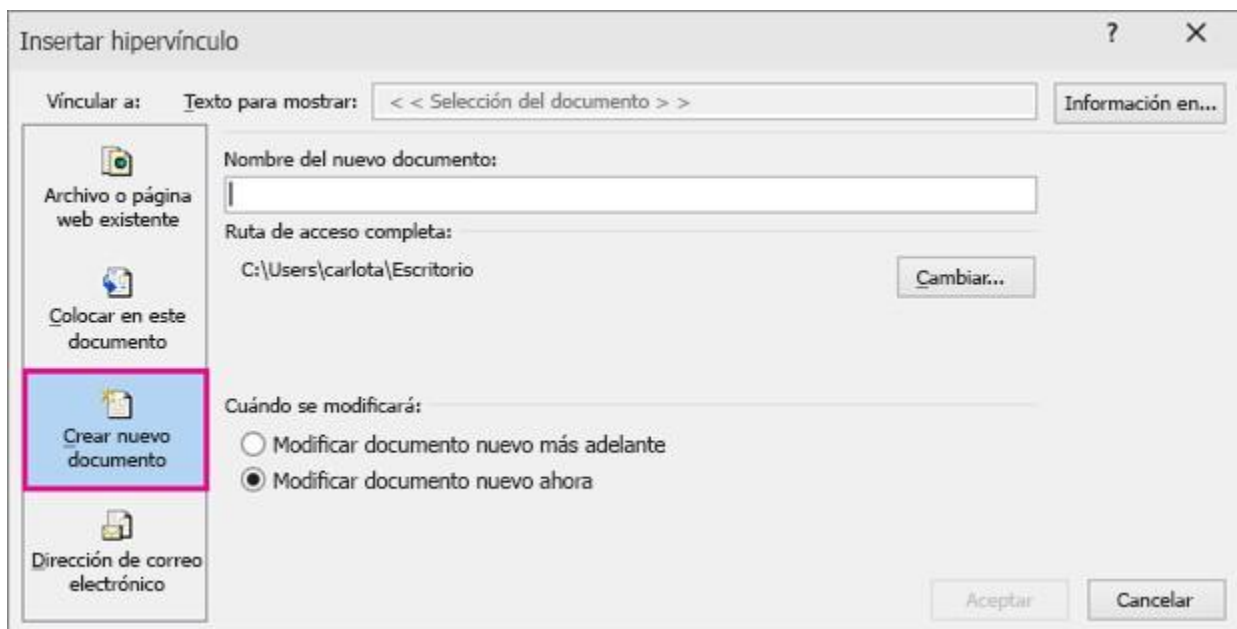 Insertar hipervínculo
?
Víncular a:
Texto para mostrar:
< < Selección del documento > >
Información en...
Archivo o página
web existente
Colocar en este
documento
Crear nuevo
documento
Dirección de correo
electrónico
Nombre del nuevo documento:
Ruta de acceso completa:
C:\Users\carlota\Escritorio
Cambiar...
Cuándo se modificará:
Modificar documento nuevo más adelante
Modificar documento nuevo ahora
Aceptar
Cancelar